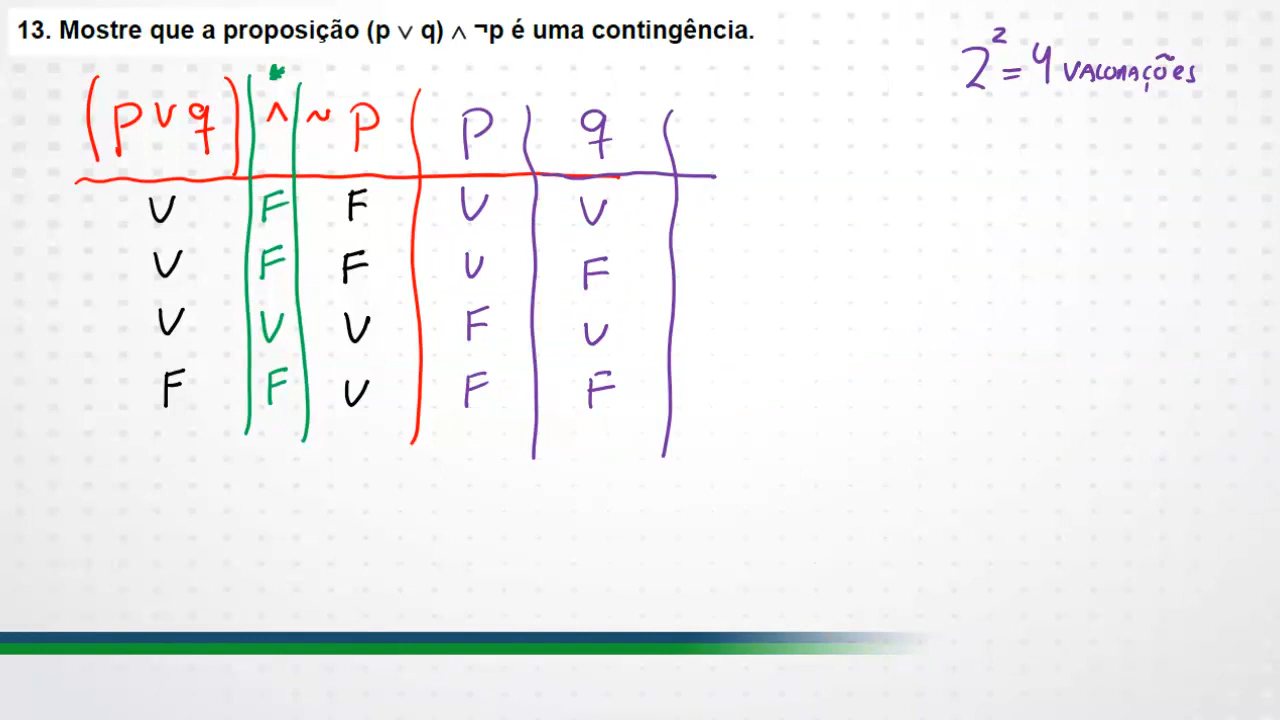 13. Mostre que a proposição (p ∨ q) ∧ ¬p é uma contingência.
2² = 4 VALORAÇÕES
*
(p v q) ∧ ~ p p q
V F F V V
V F F V F
V V V F V
F F V F F